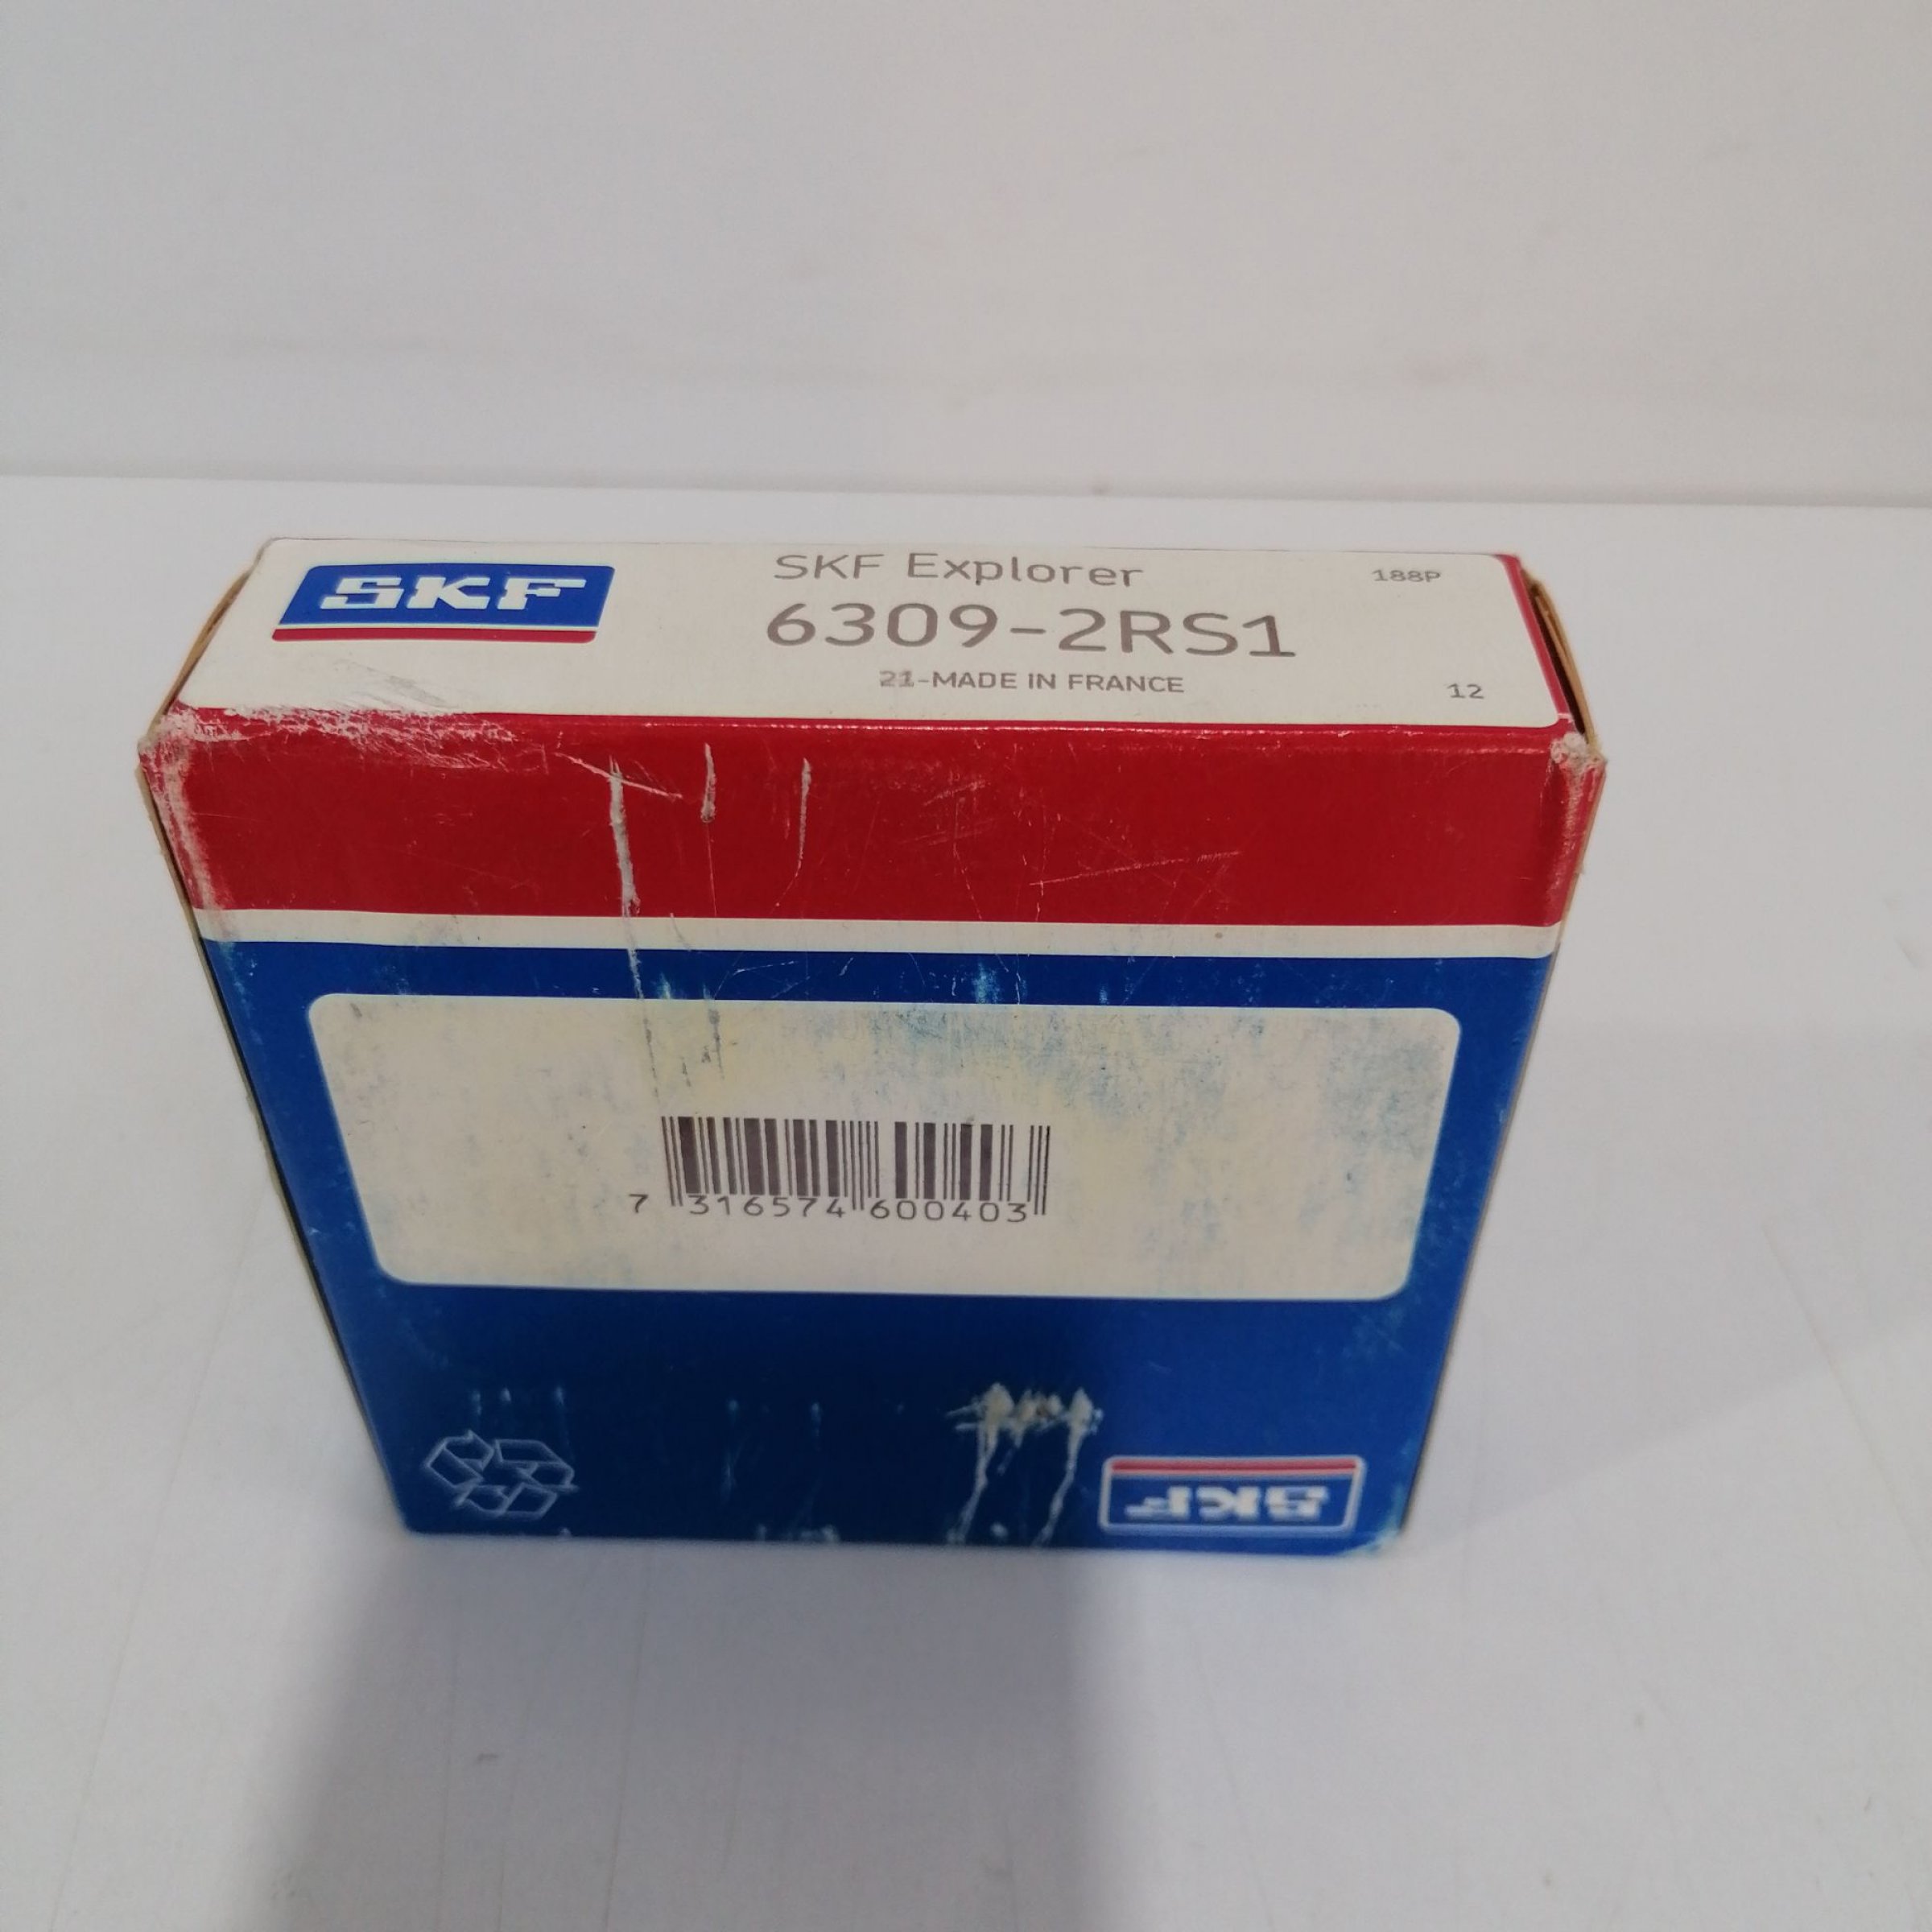 SKF
SKF Explorer
188P
6309-2RS1
21-MADE IN FRANCE
12
7 316574 600403
SKF